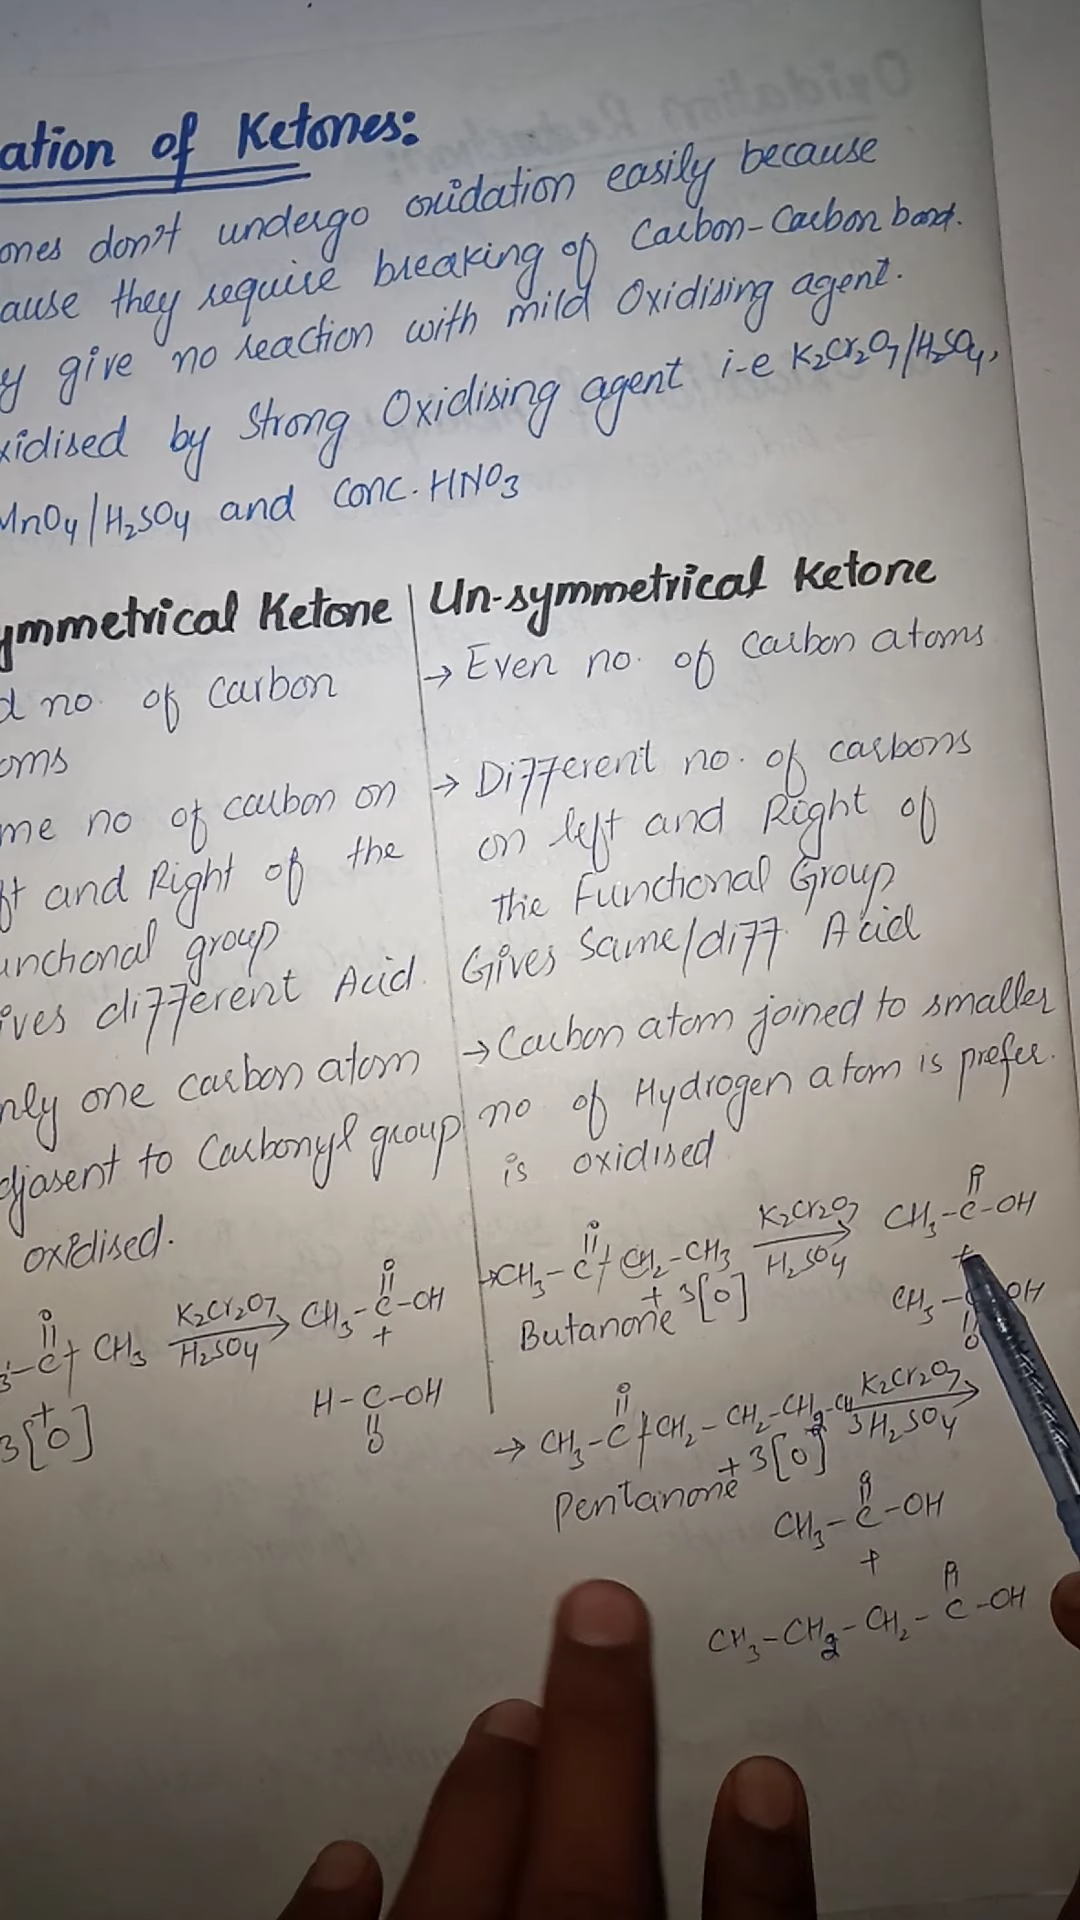 ation of Ketones:
ones don't undergo oxidation easily because
ause they require breaking of Carbon-Carbon bond.
y give no reaction with mild Oxidising agent.
xidised by Strong Oxidising agent i-e K2Cr2O7/H2SO4,
MnO4/H2SO4 and conc. HNO3
ymmetrical Ketone
d no. of Carbon
oms
me no of carbon on
ft and Right of the
unctional group
ives different Acid.
nly one carbon atom
djasent to Carbonyl group
oxidised.
O
3-C+CH3 K2Cr2O7 CH3-C-OH
H2SO4
+
3[O]
H-C-OH
O
Un-symmetrical Ketone
→ Even no. of Carbon atoms
→ Different no. of carbons
on left and Right of
the Functional Group
Gives Same/diff. Acid
→ Carbon atom joined to smaller
no of Hydrogen atom is prefer.
is oxidised
O
→CH3-C+CH2-CH3 K2Cr2O7 CH3-C-OH
H2SO4
+ 3[O]
Butanone
+
CH3-C-OH
O
O
→ CH3-C+CH2-CH2-CH2-CH3 K2Cr2O7
H2SO4
+ 3[O]
Pentanone
CH3-C-OH
+
CH3-CH2-CH2-C-OH